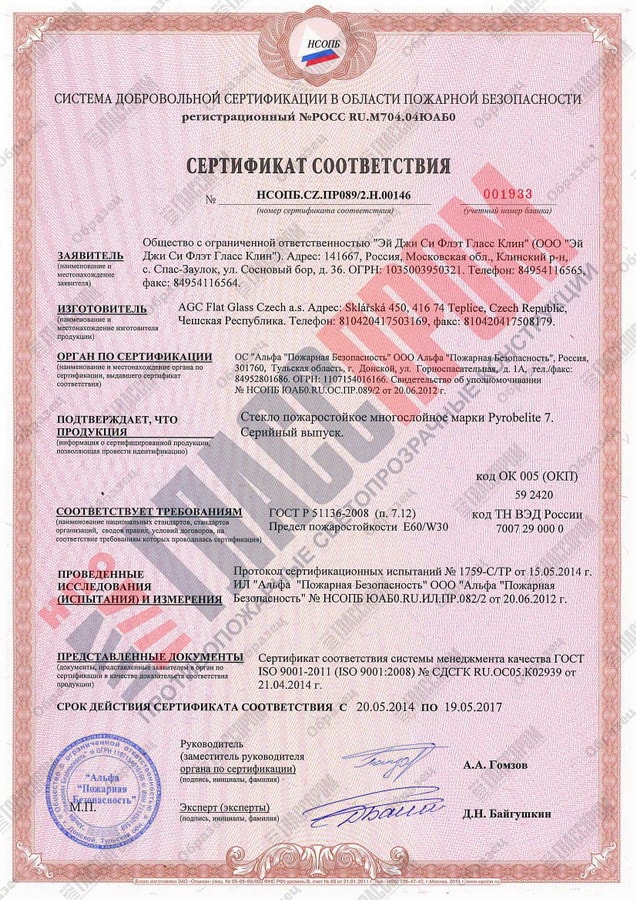 НСОПБ
СИСТЕМА ДОБРОВОЛЬНОЙ СЕРТИФИКАЦИИ В ОБЛАСТИ ПОЖАРНОЙ БЕЗОПАСНОСТИ
регистрационный №РОСС RU.М704.04ЮАБ0
СЕРТИФИКАТ СООТВЕТСТВИЯ
№ НСОПБ.CZ.ПР089/2.Н.00146 001933
(номер сертификата соответствия) (учетный номер бланка)
ЗАЯВИТЕЛЬ
(наименование и
местонахождение
заявителя)
Общество с ограниченной ответственностью "Эй Джи Си Флэт Гласс Клин" (ООО "Эй
Джи Си Флэт Гласс Клин"). Адрес: 141667, Россия, Московская обл., Клинский р-н,
с. Спас-Заулок, ул. Сосновый бор, д. 36. ОГРН: 1035003950321. Телефон: 84954116565,
факс: 84954116564.
ИЗГОТОВИТЕЛЬ
(наименование и
местонахождение изготовителя
продукции)
AGC Flat Glass Czech a.s. Адрес: Sklářská 450, 416 74 Teplice, Czech Republic,
Чешская Республика. Телефон: 810420417503169, факс: 810420417508179.
ОРГАН ПО СЕРТИФИКАЦИИ
(наименование и местонахождение органа по
сертификации, выдавшего сертификат
соответствия)
ОС "Альфа "Пожарная Безопасность" ООО Альфа "Пожарная Безопасность", Россия,
301760, Тульская область, г. Донской, ул. Горноспасательная, д. 1А, тел./факс:
84952801686. ОГРН: 1107154016166. Свидетельство об уполномочивании
№ НСОПБ ЮАБ0.RU.ОС.ПР.089/2 от 20.06.2012 г.
ПОДТВЕРЖДАЕТ, ЧТО
ПРОДУКЦИЯ
(информация о сертифицированной продукции,
позволяющая провести идентификацию)
Стекло пожаростойкое многослойное марки Pyrobelite 7.
Серийный выпуск.
код ОК 005 (ОКП)
59 2420
СООТВЕТСТВУЕТ ТРЕБОВАНИЯМ
(наименование национальных стандартов, стандартов
организаций, сводов правил, условий договоров, на
соответствие требованиям которых проводилась сертификация)
ГОСТ Р 51136-2008 (п. 7.12)
Предел пожаростойкости E60/W30
код ТН ВЭД России
7007 29 000 0
ПРОВЕДЕННЫЕ
ИССЛЕДОВАНИЯ
(ИСПЫТАНИЯ) И ИЗМЕРЕНИЯ
Протокол сертификационных испытаний № 1759-С/ТР от 15.05.2014 г.
ИЛ "Альфа "Пожарная Безопасность" ООО "Альфа "Пожарная
Безопасность" № НСОПБ ЮАБ0.RU.ИЛ.ПР.082/2 от 20.06.2012 г.
ПРЕДСТАВЛЕННЫЕ ДОКУМЕНТЫ
(документы, представленные заявителем в орган по
сертификации в качестве доказательств соответствия
продукции)
Сертификат соответствия системы менеджмента качества ГОСТ
ISO 9001-2011 (ISO 9001:2008) № СДСГК RU.ОС05.К02939 от
21.04.2014 г.
СРОК ДЕЙСТВИЯ СЕРТИФИКАТА СООТВЕТСТВИЯ С 20.05.2014 ПО 19.05.2017
Руководитель
(заместитель руководителя
органа по сертификации)
(подпись, инициалы, фамилия)
А.А. Гомзов
Эксперт (эксперты)
(подпись, инициалы, фамилия)
Д.Н. Байгушкин
"Альфа
"Пожарная
Безопасность"
М.П.
ПЛАСТПРОМ
ПРОТИВОПОЖАРНЫЕ СВЕТОПРОЗРАЧНЫЕ КОНСТРУКЦИИ
Образец